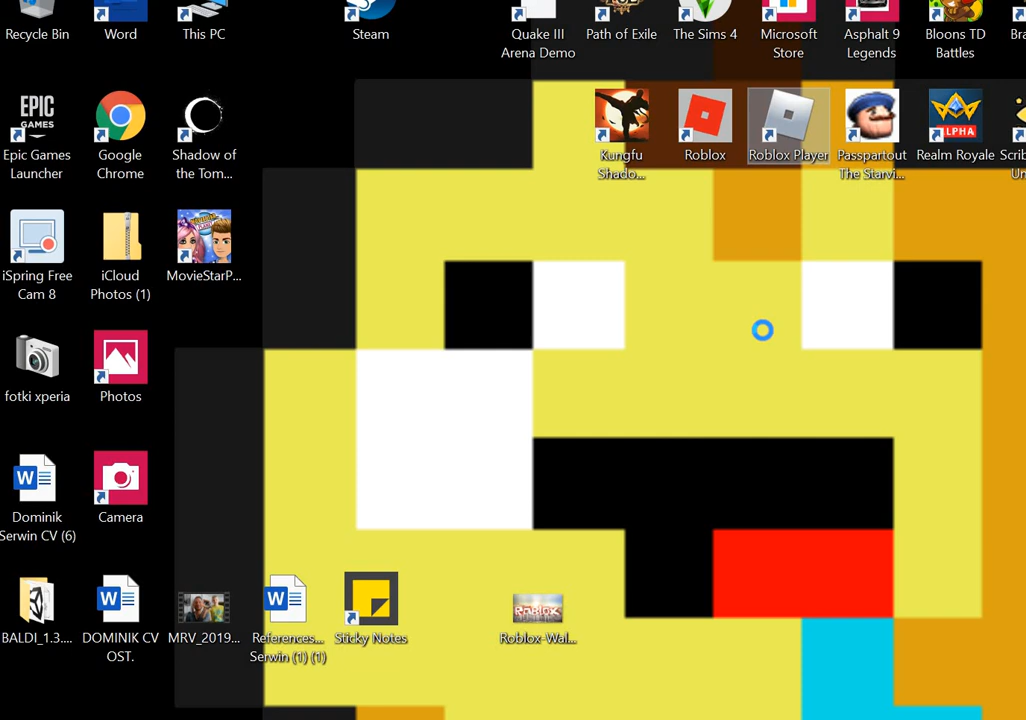 Recycle Bin
Word
This PC
Steam
Quake III
Arena Demo
Path of Exile
The Sims 4
Microsoft
Store
Asphalt 9
Legends
Bloons TD
Battles
EPIC
GAMES
Epic Games
Launcher
Google
Chrome
Shadow of
the Tom...
Kungfu
Shado...
Roblox
Roblox Player
Passpartout
The Starvi...
ALPHA
Realm Royale
iSpring Free
Cam 8
iCloud
Photos (1)
MovieStarP...
fotki xperia
Photos
W
Dominik
Serwin CV (6)
Camera
BALDI_1.3....
W
DOMINIK CV
OST.
MRV_2019...
W
References...
Serwin (1) (1)
Sticky Notes
ROBLOX
Roblox-Wal...